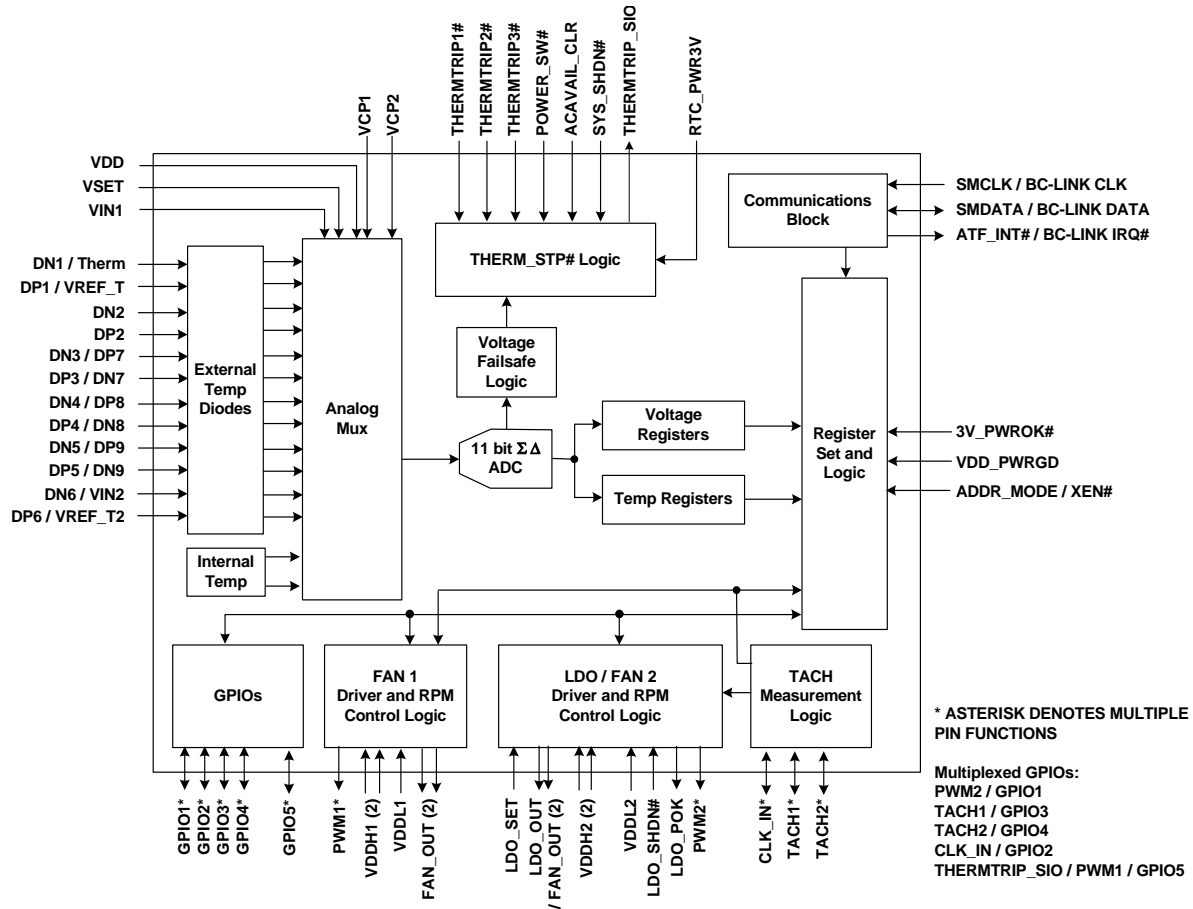 THERMTRIP1#
THERMTRIP2#
THERMTRIP3#
POWER_SW#
ACAVAIL_CLR
SYS_SHDN#
THERMTRIP_SIO
RTC_PWR3V
VCP1
VCP2
VDD
VSET
VIN1
DN1 / Therm
DP1 / VREF_T
DN2
DP2
DN3 / DP7
DP3 / DN7
DN4 / DP8
DP4 / DN8
DN5 / DP9
DP5 / DN9
DN6 / VIN2
DP6 / VREF_T2
External
Temp
Diodes
Internal
Temp
Analog
Mux
THERM_STP# Logic
Voltage
Failsafe
Logic
11 bit Σ Δ
ADC
Voltage
Registers
Temp Registers
Communications
Block
Register
Set and
Logic
SMCLK / BC-LINK CLK
SMDATA / BC-LINK DATA
ATF_INT# / BC-LINK IRQ#
3V_PWROK#
VDD_PWRGD
ADDR_MODE / XEN#
GPIOs
FAN 1
Driver and RPM
Control Logic
LDO / FAN 2
Driver and RPM
Control Logic
TACH
Measurement
Logic
GPIO1*
GPIO2*
GPIO3*
GPIO4*
GPIO5*
PWM1*
VDDH1 (2)
VDDL1
FAN_OUT (2)
LDO_SET
LDO_OUT
/ FAN_OUT (2)
VDDH2 (2)
VDDL2
LDO_SHDN#
LDO_POK
PWM2*
CLK_IN*
TACH1*
TACH2*
* ASTERISK DENOTES MULTIPLE
PIN FUNCTIONS
Multiplexed GPIOs:
PWM2 / GPIO1
TACH1 / GPIO3
TACH2 / GPIO4
CLK_IN / GPIO2
THERMTRIP_SIO / PWM1 / GPIO5